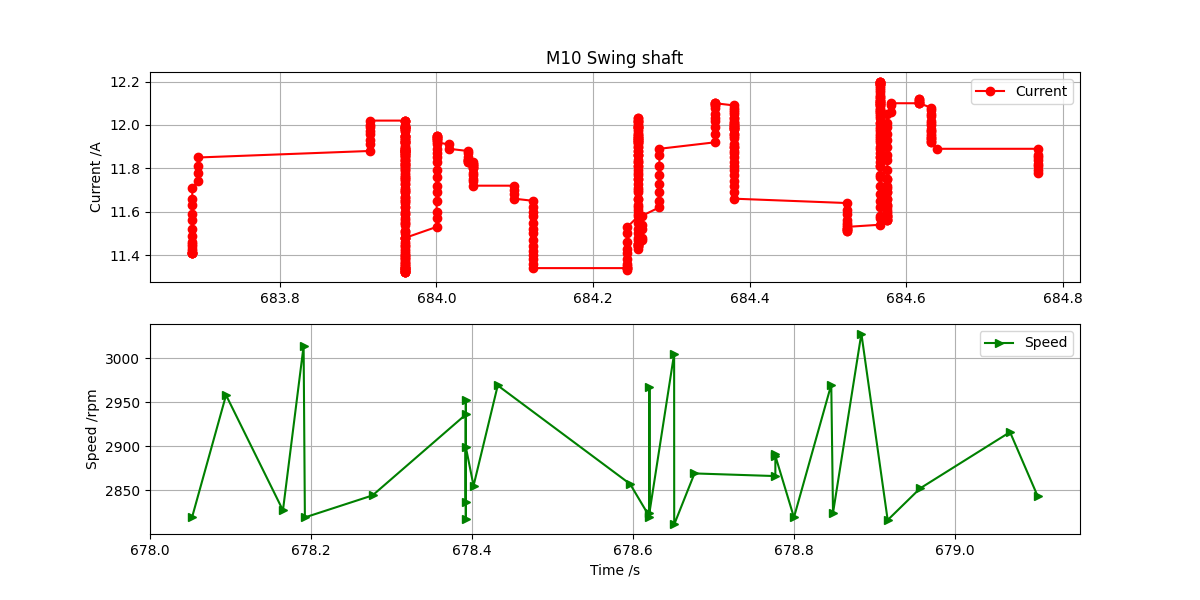 M10 Swing shaft
Current /A
12.2
12.0
11.8
11.6
11.4
Current
683.8 684.0 684.2 684.4 684.6 684.8
Speed /rpm
3000
2950
2900
2850
Speed
678.0 678.2 678.4 678.6 678.8 679.0
Time /s